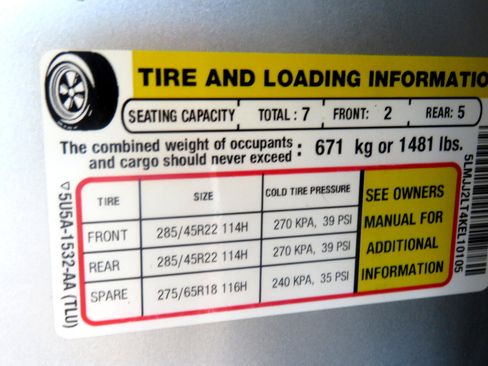 TIRE AND LOADING INFORMATIO
SEATING CAPACITY TOTAL : 7 FRONT: 2 REAR: 5
The combined weight of occupants and cargo should never exceed : 671 kg or 1481 lbs.
TIRE SIZE COLD TIRE PRESSURE
FRONT 285/45R22 114H 270 KPA, 39 PSI
REAR 285/45R22 114H 270 KPA, 39 PSI
SPARE 275/65R18 116H 240 KPA, 35 PSI
SEE OWNERS
MANUAL FOR
ADDITIONAL
INFORMATION
5U5A-1532-AA (TLU)
5LMJJ2LT4KEL10105